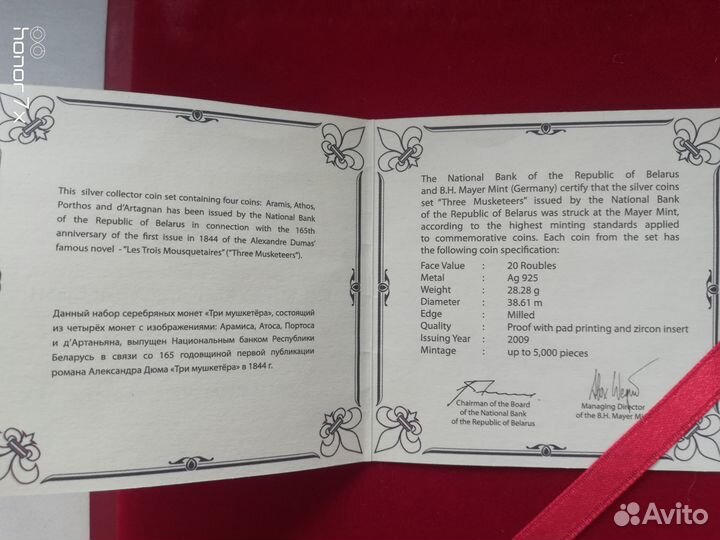 honor 7x
This silver collector coin set containing four coins: Aramis, Athos,
Porthos and d'Artagnan has been issued by the National Bank
of the Republic of Belarus in connection with the 165th
anniversary of the first issue in 1844 of the Alexandre Dumas'
famous novel - "Les Trois Mousquetaires" ("Three Musketeers").
Данный набор серебряных монет «Три мушкетёра», состоящий
из четырёх монет с изображениями: Арамиса, Атоса, Портоса
и д'Артаньяна, выпущен Национальным банком Республики
Беларусь в связи со 165 годовщиной первой публикации
романа Александра Дюма «Три мушкетёра» в 1844 г.
The National Bank of the Republic of Belarus
and B.H. Mayer Mint (Germany) certify that the silver coins
set "Three Musketeers" issued by the National Bank
of the Republic of Belarus was struck at the Mayer Mint,
according to the highest minting standards applied
to commemorative coins. Each coin from the set has
the following coin specification:
Face Value : 20 Roubles
Metal : Ag 925
Weight : 28.28 g
Diameter : 38.61 m
Edge : Milled
Quality : Proof with pad printing and zircon insert
Issuing Year : 2009
Mintage : up to 5,000 pieces
Chairman of the Board
of the National Bank
of the Republic of Belarus
Managing Director
of the B.H. Mayer Min
Avito